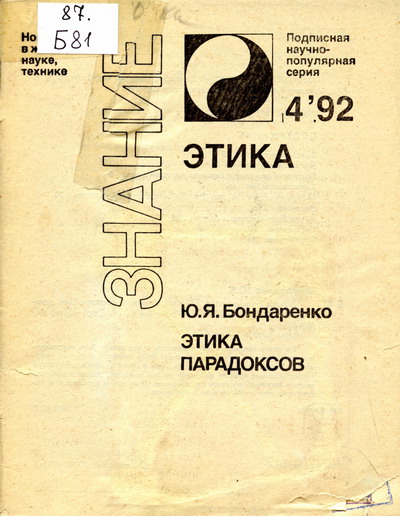 87.
Б81
Но
в ж
науке,
технике
ЗНАНИЕ
Подписная
научно-
популярная
серия
4'92
ЭТИКА
Ю.Я. Бондаренко
ЭТИКА
ПАРАДОКСОВ